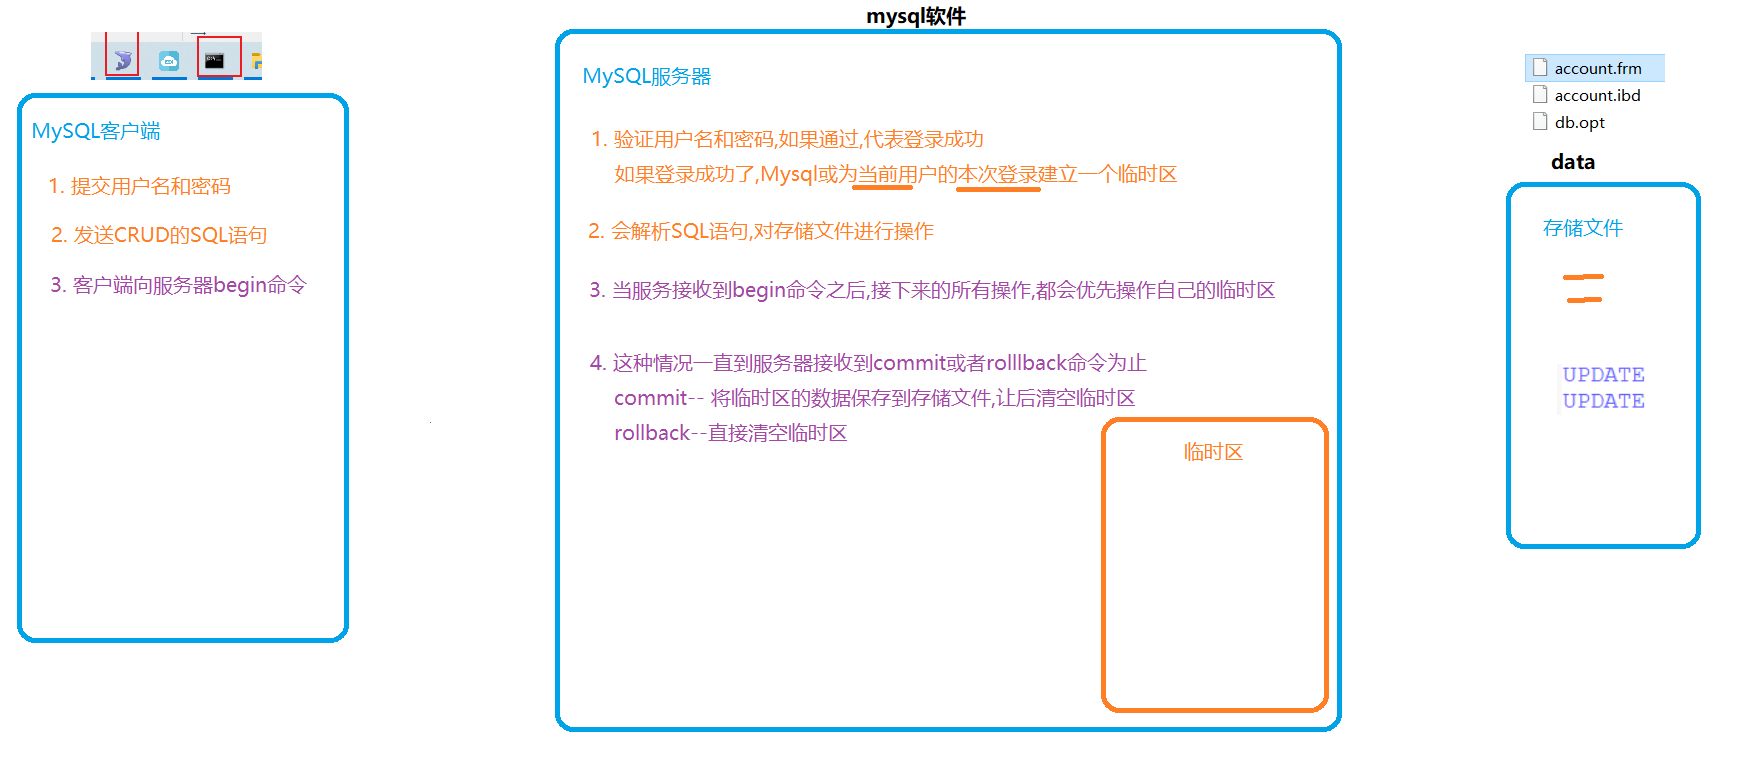 mysql软件
MySQL客户端
1. 提交用户名和密码
2. 发送CRUD的SQL语句
3. 客户端向服务器begin命令
MySQL服务器
1. 验证用户名和密码,如果通过,代表登录成功
如果登录成功了,Mysql或为当前用户的本次登录建立一个临时区
2. 会解析SQL语句,对存储文件进行操作
3. 当服务接收到begin命令之后,接下来的所有操作,都会优先操作自己的临时区
4. 这种情况一直到服务器接收到commit或者rolllback命令为止
commit-- 将临时区的数据保存到存储文件,让后清空临时区
rollback--直接清空临时区
临时区
account.frm
account.ibd
db.opt
data
存储文件
UPDATE
UPDATE